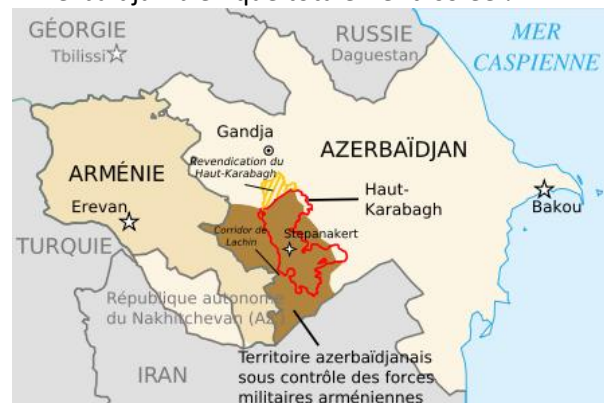 GÉORGIE
Tbilissi
RUSSIE
Daguestan
MER
CASPIENNE
Gandja
AZERBAÏDJAN
Revendication du
Haut-Karabagh
ARMÉNIE
Haut-
Karabagh
Erevan
Bakou
Corridor de
Lachin
Stepanakert
TURQUIE
République autonome
du Nakhitchevan (Az.)
Territoire azerbaïdjanais
sous contrôle des forces
militaires arméniennes
IRAN